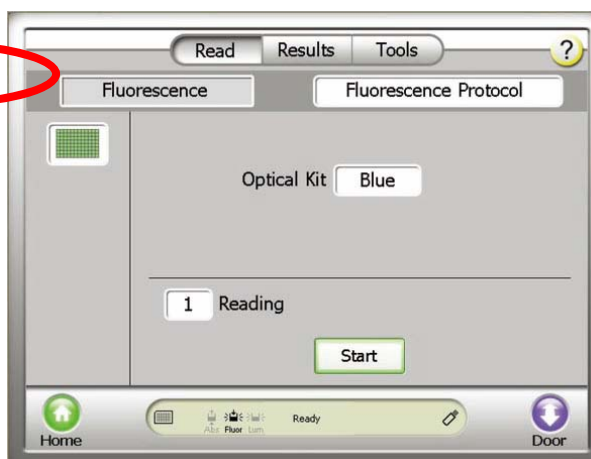 Read Results Tools ?
Fluorescence Fluorescence Protocol
Optical Kit Blue
1 Reading
Start
Abs Fluor Lum Ready
Home Door